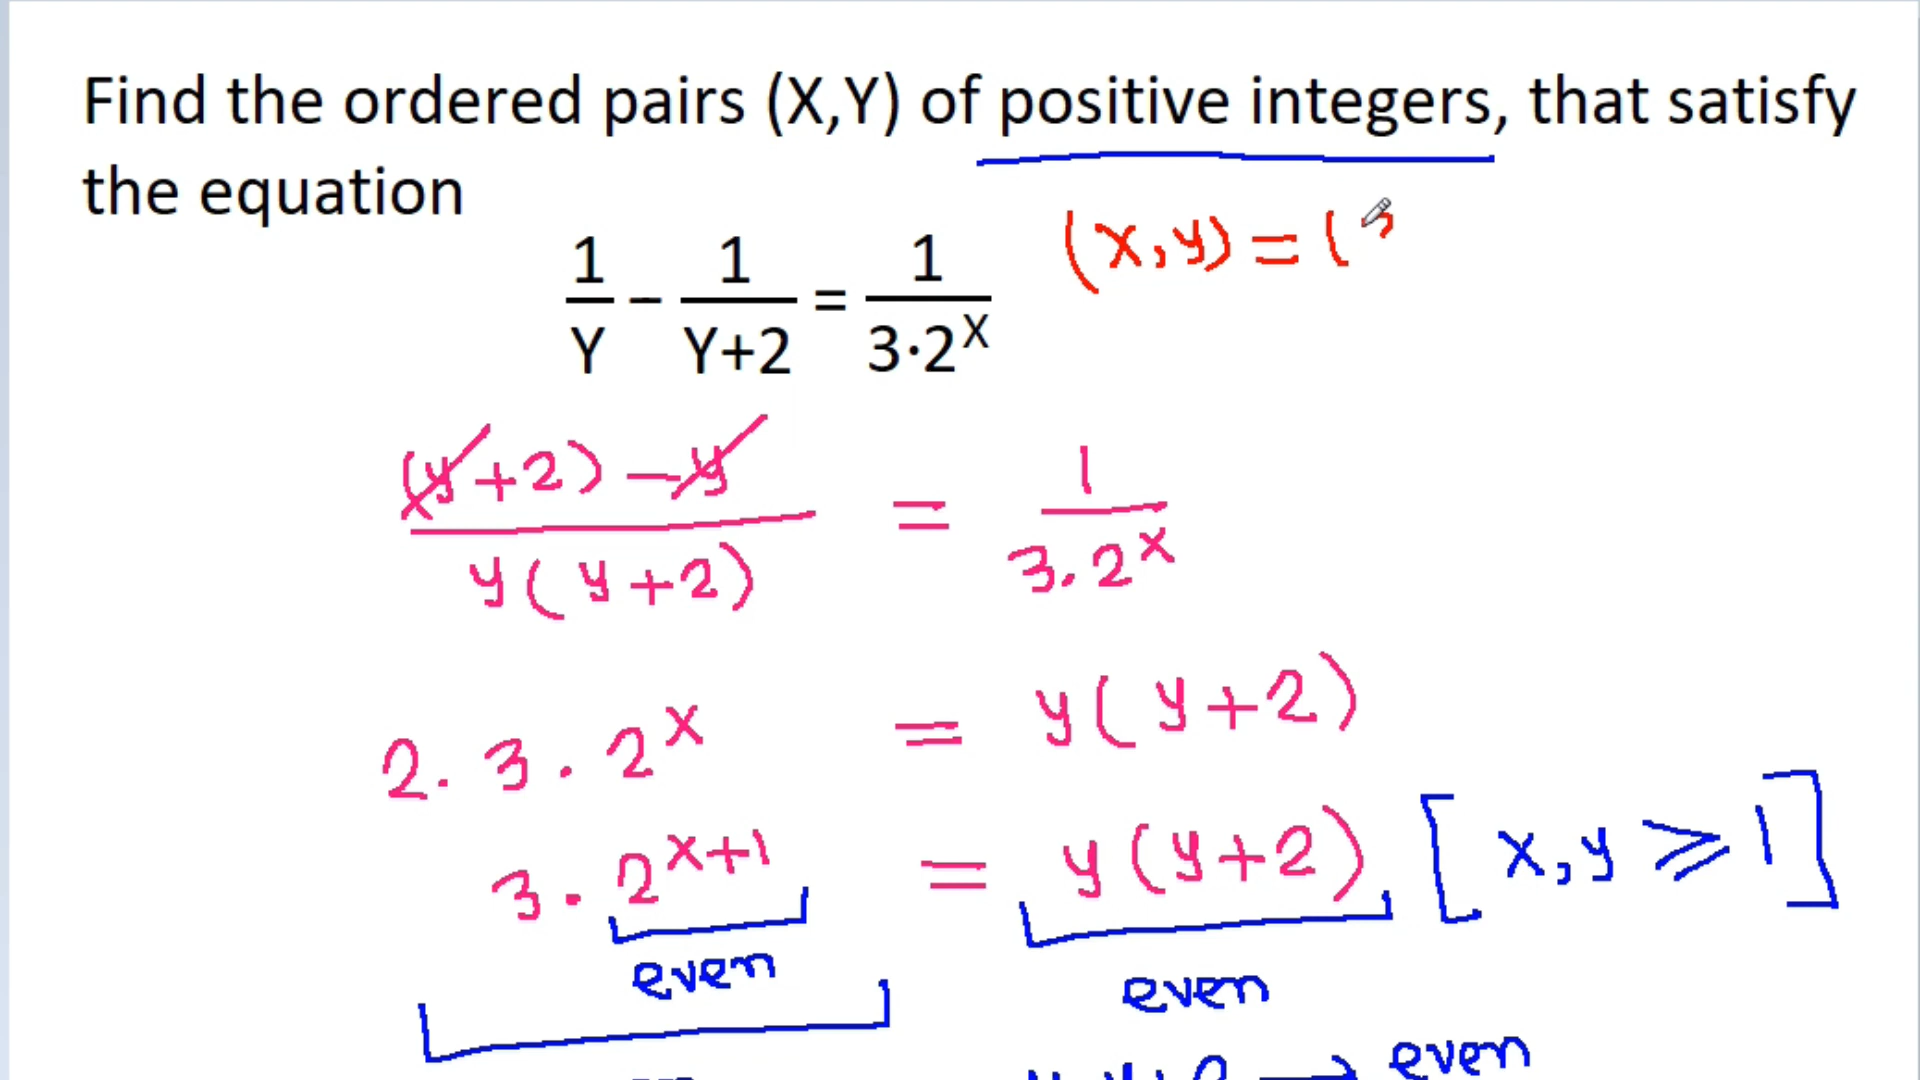 Find the ordered pairs (X,Y) of positive integers, that satisfy
the equation
1/Y - 1/(Y+2) = 1/(3·2^X)
(x,y) = (
((y+2) - y)/(y(y+2)) = 1/(3.2^x)
2.3.2^x = y(y+2)
3.2^(x+1) = y(y+2) [x,y ≥ 1]
even even
even